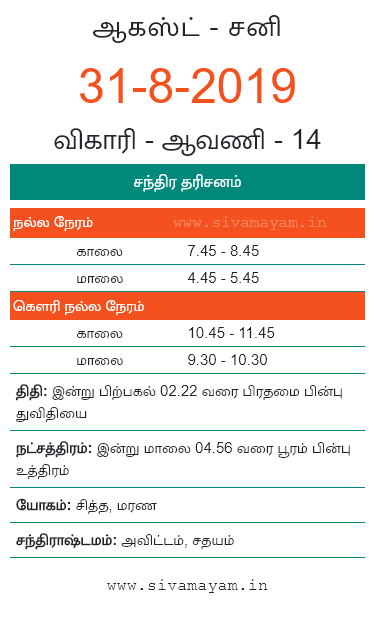 ஆகஸ்ட் - சனி
31-8-2019
விகாரி - ஆவணி - 14
சந்திர தரிசனம்
நல்ல நேரம் www.sivamayam.in
காலை 7.45 - 8.45
மாலை 4.45 - 5.45
கௌரி நல்ல நேரம்
காலை 10.45 - 11.45
மாலை 9.30 - 10.30
திதி: இன்று பிற்பகல் 02.22 வரை பிரதமை பின்பு
துவிதியை
நட்சத்திரம்: இன்று மாலை 04.56 வரை பூரம் பின்பு
உத்திரம்
யோகம்: சித்த, மரண
சந்திராஷ்டமம்: அவிட்டம், சதயம்
www.sivamayam.in